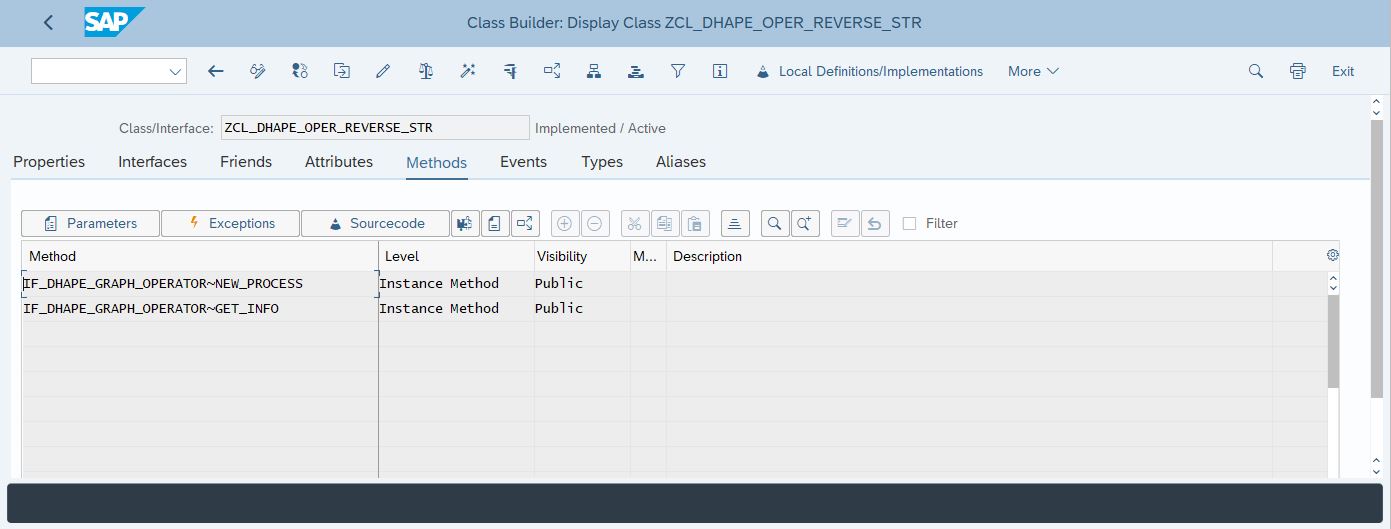 SAP
Class Builder: Display Class ZCL_DHAPE_OPER_REVERSE_STR
Local Definitions/Implementations More Exit
Class/Interface: ZCL_DHAPE_OPER_REVERSE_STR Implemented / Active
Properties Interfaces Friends Attributes Methods Events Types Aliases
Parameters Exceptions Sourcecode Filter
Method Level Visibility M... Description
IF_DHAPE_GRAPH_OPERATOR~NEW_PROCESS Instance Method Public
IF_DHAPE_GRAPH_OPERATOR~GET_INFO Instance Method Public